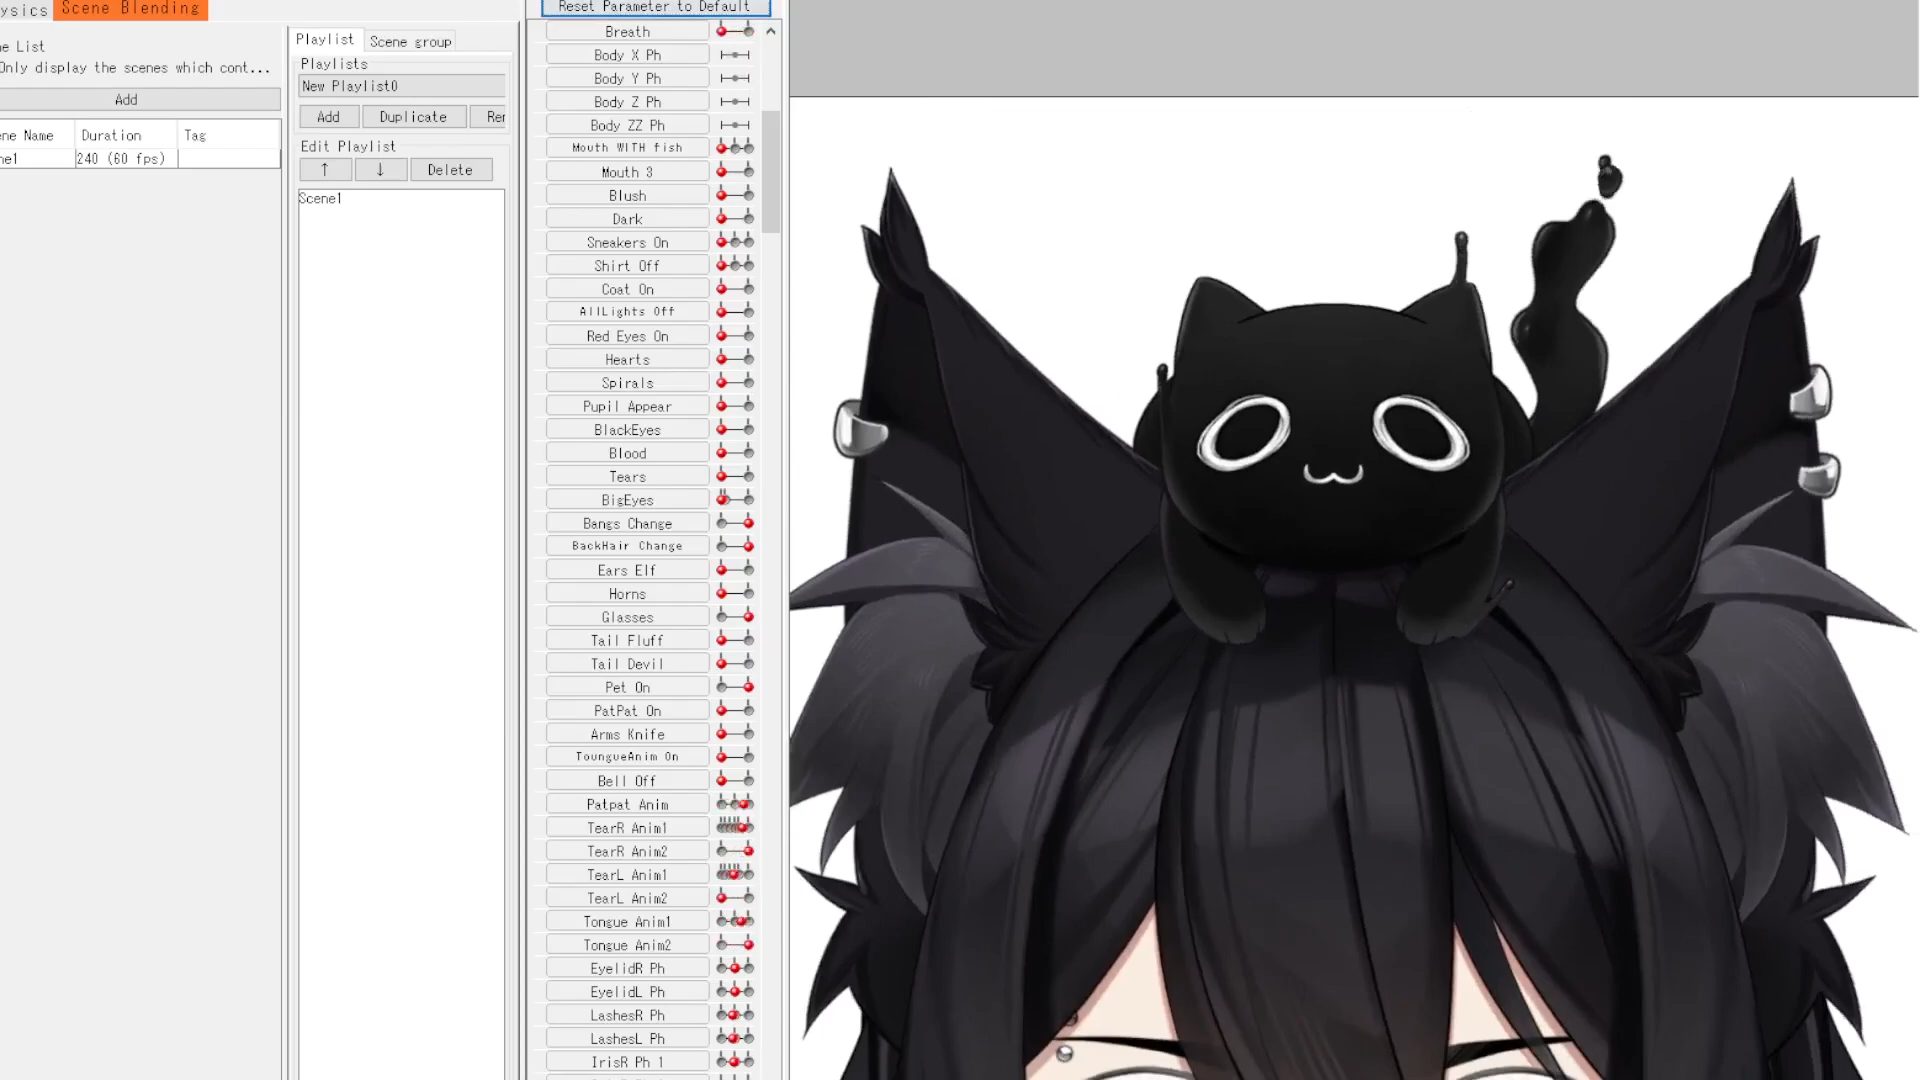 ysics
Scene Blending
e List
Only display the scenes which cont...
Add
ne Name
Duration
Tag
ne1
240 (60 fps)
Playlist
Scene group
Playlists
New Playlist0
Add
Duplicate
Rer
Edit Playlist
↑
↓
Delete
Scene1
Reset Parameter to Default
Breath
Body X Ph
Body Y Ph
Body Z Ph
Body ZZ Ph
Mouth WITH fish
Mouth 3
Blush
Dark
Sneakers On
Shirt Off
Coat On
AllLights Off
Red Eyes On
Hearts
Spirals
Pupil Appear
BlackEyes
Blood
Tears
BigEyes
Bangs Change
BackHair Change
Ears Elf
Horns
Glasses
Tail Fluff
Tail Devil
Pet On
PatPat On
Arms Knife
ToungueAnim On
Bell Off
Patpat Anim
TearR Anim1
TearR Anim2
TearL Anim1
TearL Anim2
Tongue Anim1
Tongue Anim2
EyelidR Ph
EyelidL Ph
LashesR Ph
LashesL Ph
IrisR Ph 1